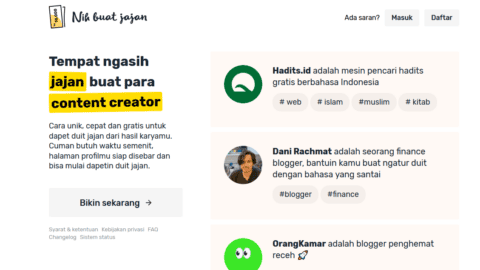 Nih buat jajan
Ada saran?
Masuk
Daftar
Tempat ngasih
jajan buat para
content creator
Cara unik, cepat dan gratis untuk
dapet duit jajan dari hasil karyamu.
Cuman butuh waktu semenit,
halaman profilmu siap disebar dan
bisa mulai dapetin duit jajan.
Bikin sekarang →
Syarat & ketentuan Kebijakan privasi FAQ
Changelog Sistem status
Hadits.id adalah mesin pencari hadits
gratis berbahasa Indonesia
# web # islam #muslim # kitab
Dani Rachmat adalah seorang finance
blogger, bantuin kamu buat ngatur duit
dengan bahasa yang santai
#blogger #finance
OrangKamar adalah blogger penghemat
receh 🚀